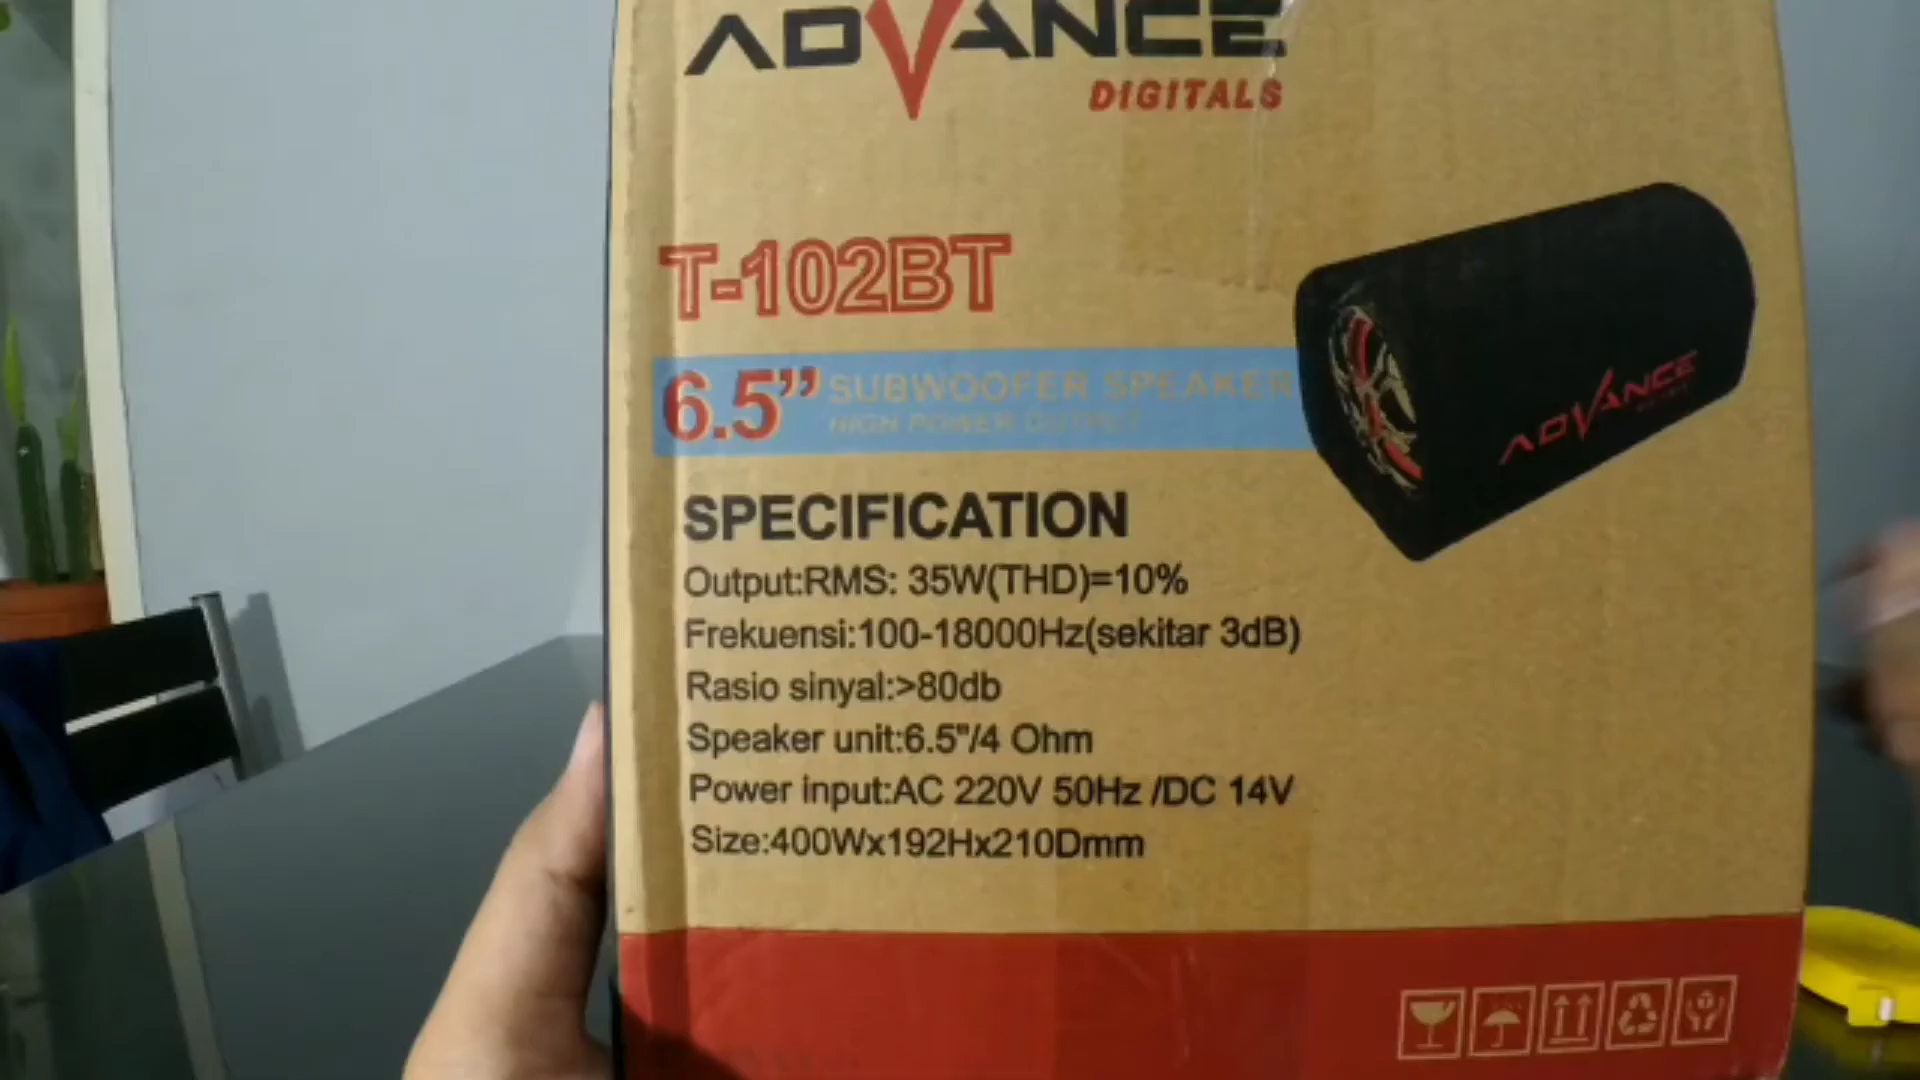 ADVANCE
DIGITALS
T-102BT
6.5” SUBWOOFER SPEAKER
HIGH POWER OUTPUT
ADVANCE
SPECIFICATION
Output:RMS: 35W(THD)=10%
Frekuensi:100-18000Hz(sekitar 3dB)
Rasio sinyal:>80db
Speaker unit:6.5"/4 Ohm
Power input:AC 220V 50Hz /DC 14V
Size:400Wx192Hx210Dmm